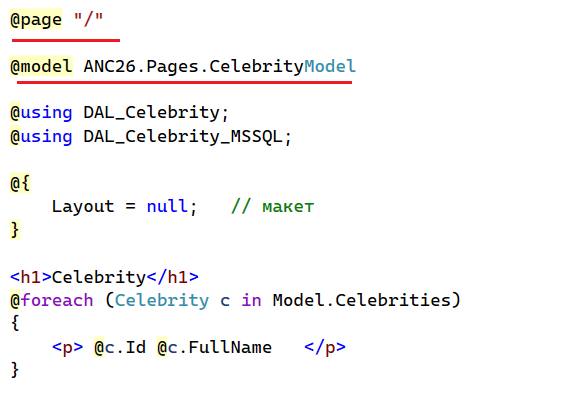 @page "/"
@model ANC26.Pages.CelebrityModel
@using DAL_Celebrity;
@using DAL_Celebrity_MSSQL;
@{
    Layout = null;   // макет
}
<h1>Celebrity</h1>
@foreach (Celebrity c in Model.Celebrities)
{
    <p> @c.Id @c.FullName   </p>
}